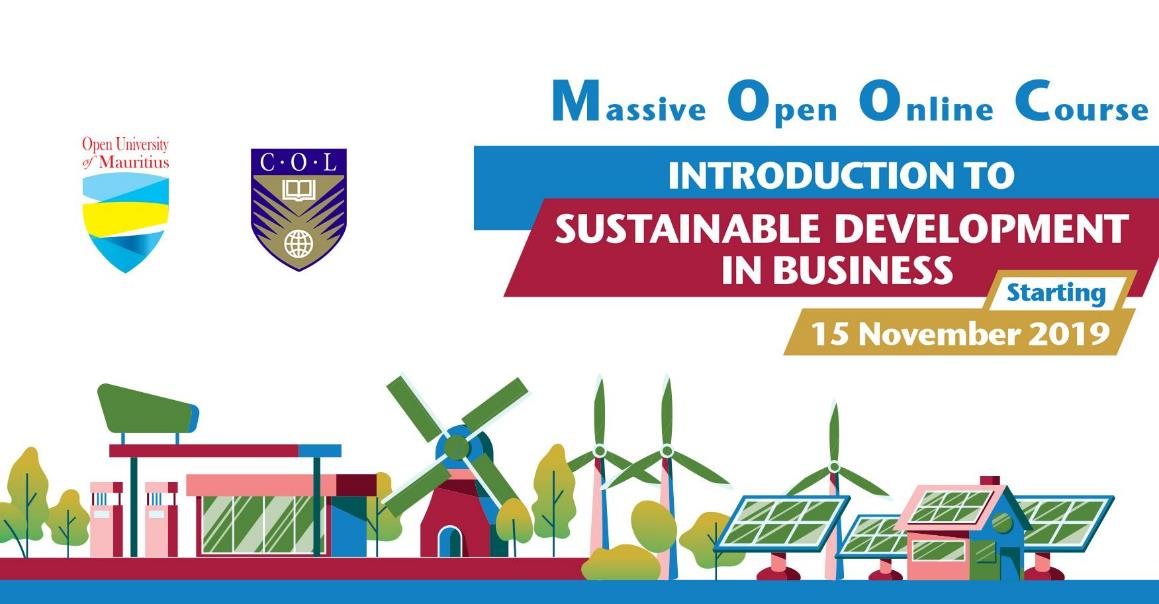 Open University
of Mauritius
C·O·L
Massive Open Online Course
INTRODUCTION TO
SUSTAINABLE DEVELOPMENT
IN BUSINESS
Starting
15 November 2019